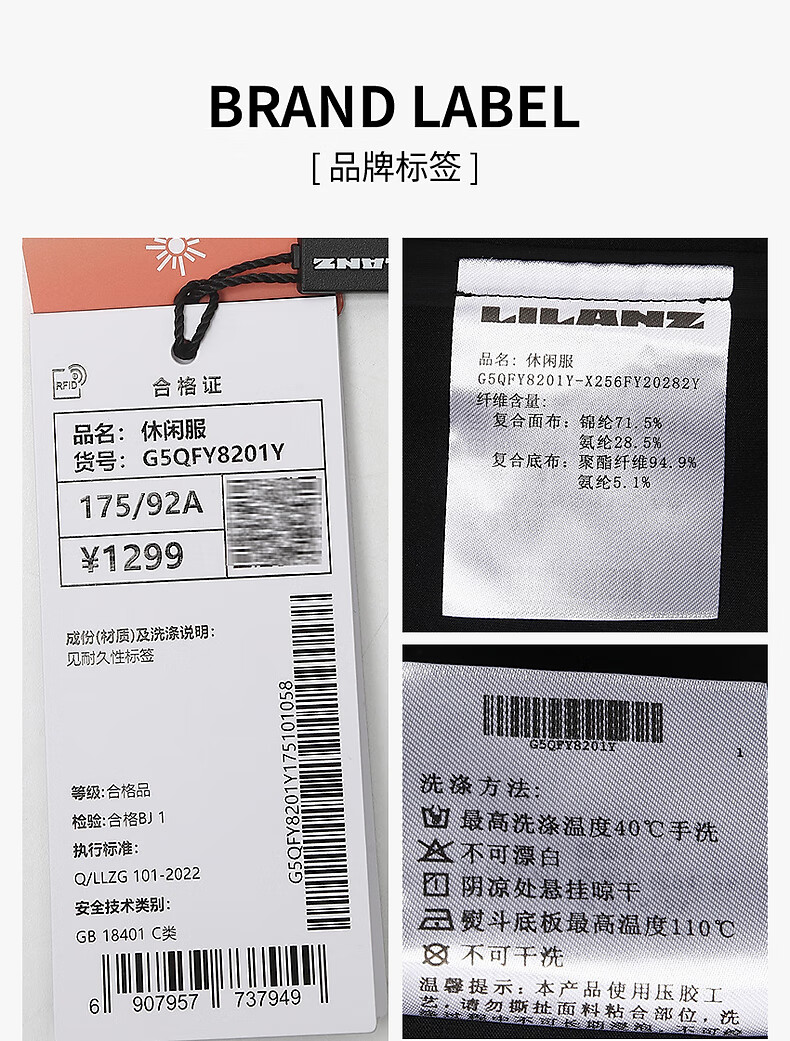 BRAND LABEL
[ 品牌标签 ]
LILANZ
RFID
合格证
品名: 休闲服
货号: G5QFY8201Y
175/92A
¥1299
成份(材质)及洗涤说明:
见耐久性标签
G5QFY8201Y175101058
等级:合格品
检验:合格BJ 1
执行标准:
Q/LLZG 101-2022
安全技术类别:
GB 18401 C类
6 907957 737949
LILANZ
品名: 休闲服
G5QFY8201Y-X256FY20282Y
纤维含量:
复合面布: 锦纶71.5%
氨纶28.5%
复合底布: 聚酯纤维94.9%
氨纶5.1%
G5QFY8201Y
1
洗涤方法:
最高洗涤温度40℃手洗
不可漂白
阴凉处悬挂晾干
熨斗底板最高温度110℃
不可干洗
温馨提示: 本产品使用压胶工
艺, 请勿撕扯面料粘合部位, 洗